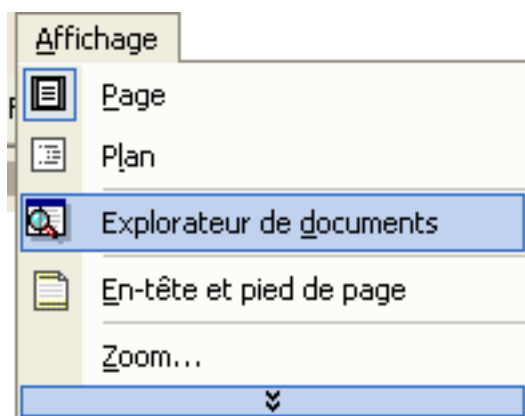 Affichage
Page
Plan
Explorateur de documents
En-tête et pied de page
Zoom...